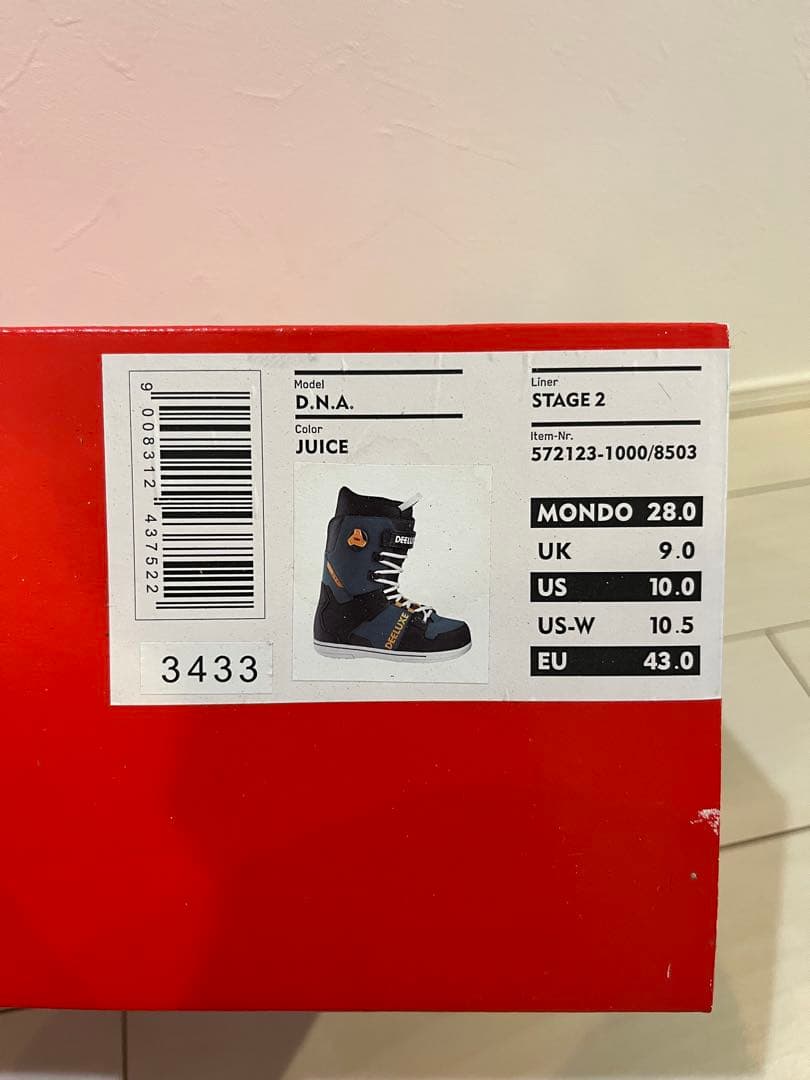 9 008312 437522
3433
Model
D.N.A.
Color
JUICE
DEELUXE
DEELUXE
Liner
STAGE 2
Item-Nr.
572123-1000/8503
MONDO 28.0
UK 9.0
US 10.0
US-W 10.5
EU 43.0